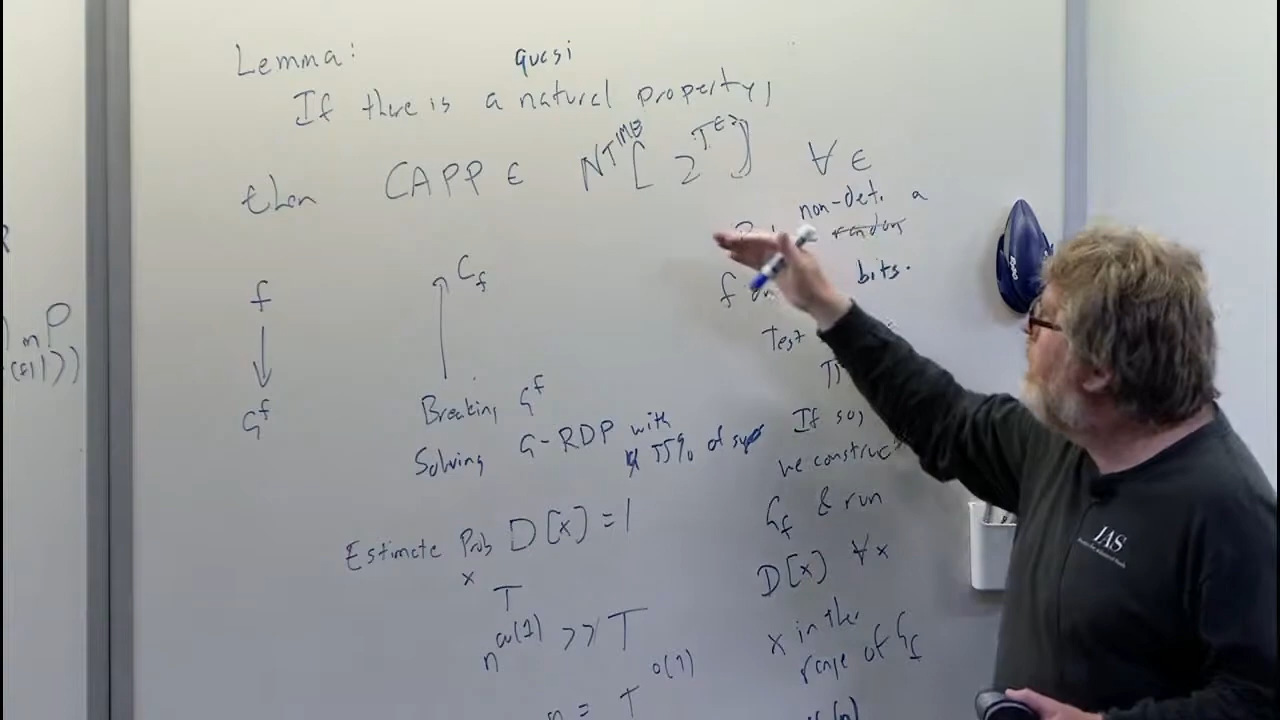 Lemma:
quasi
If there is a natural property,
then CAPP ∈ NTIME[2^{T^ε}] ∀ ε
non-det. a
random
bits.
f
↓
G^f
C_f
Breaking G^f
Solving G-RDP with
55% of
Estimate Prob D[x] = 1
x
T
n^{ω(1)} >> T
n = T^{o(1)}
f
Test
If so,
we construct
G_f & run
D[x] ∀x
x in the
range of G_f
(n)
P
IAS